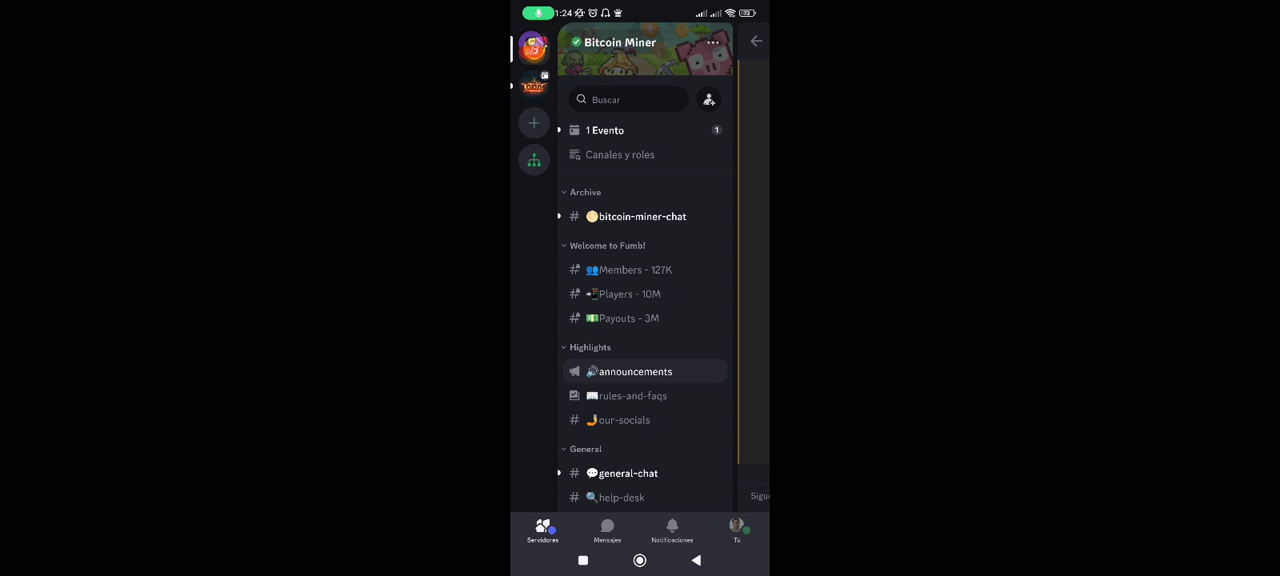 1:24
73
Bitcoin Miner
Buscar
1 Evento
1
Canales y roles
Archive
bitcoin-miner-chat
Welcome to Fumb!
Members - 127K
Players - 10M
Payouts - 3M
Highlights
announcements
rules-and-faqs
our-socials
General
general-chat
help-desk
Servidores
Mensajes
Notificaciones
Tú